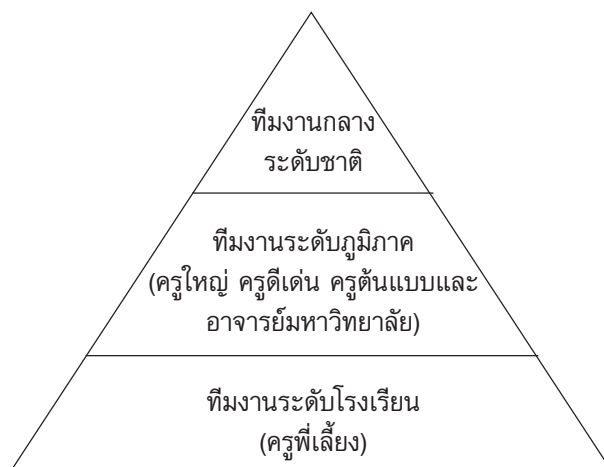 ทีมงานกลาง
ระดับชาติ
ทีมงานระดับภูมิภาค
(ครูใหญ่ ครูดีเด่น ครูต้นแบบและ
อาจารย์มหาวิทยาลัย)
ทีมงานระดับโรงเรียน
(ครูพี่เลี้ยง)